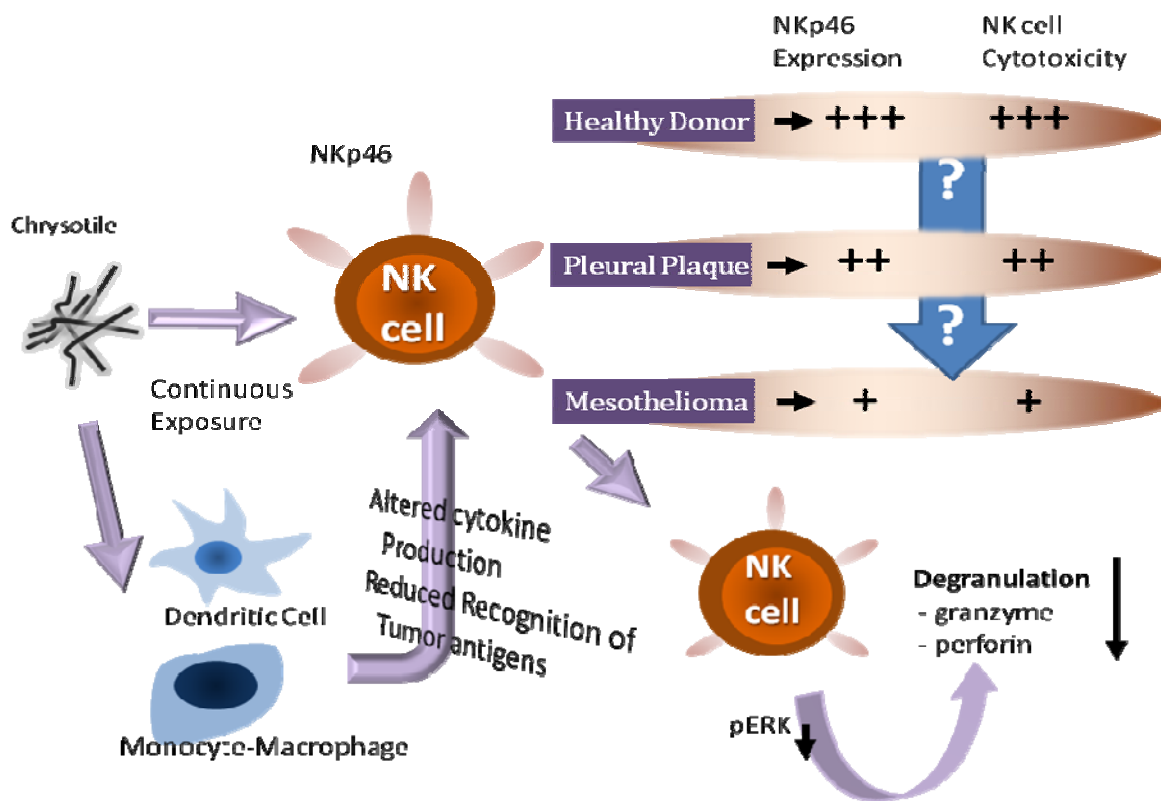 NKp46
Expression
NK cell
Cytotoxicity
Healthy Donor
+++
+++
?
Pleural Plaque
++
++
?
Mesothelioma
+
+
NKp46
Chrysotile
NK
cell
Continuous
Exposure
Altered cytokine
Production
Reduced Recognition of
Tumor antigens
Dendritic Cell
Monocyte-Macrophage
NK
cell
Degranulation
- granzyme
- perforin
pERK